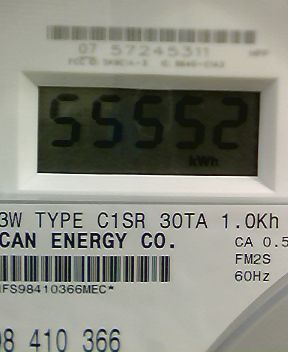 07 57245311
55552
kWh
3W TYPE C1SR 30TA 1.0Kh
CAN ENERGY CO.
CA 0.5
FM2S
60Hz
IFS98410366MEC*
98 410 366